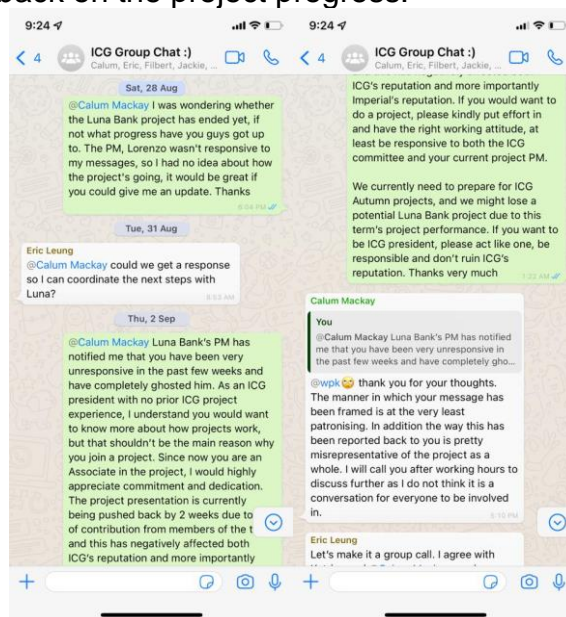 back on the project progress.
9:24
4
ICG Group Chat :)
Calum, Eric, Filbert, Jackie, ...
Sat, 28 Aug
@Calum Mackay I was wondering whether
the Luna Bank project has ended yet, if
not what progress have you guys got up
to. The PM, Lorenzo wasn't responsive to
my messages, so I had no idea about how
the project's going, it would be great if
you could give me an update. Thanks
6:04 PM
Tue, 31 Aug
Eric Leung
@Calum Mackay could we get a response
so I can coordinate the next steps with
Luna?
8:53 AM
Thu, 2 Sep
@Calum Mackay Luna Bank's PM has
notified me that you have been very
unresponsive in the past few weeks and
have completely ghosted him. As an ICG
president with no prior ICG project
experience, I understand you would want
to know more about how projects work,
but that shouldn't be the main reason why
you join a project. Since now you are an
Associate in the project, I would highly
appreciate commitment and dedication.
The project presentation is currently
being pushed back by 2 weeks due to
of contribution from members of the t
and this has negatively affected both
ICG's reputation and more importantly
9:24
4
ICG Group Chat :)
Calum, Eric, Filbert, Jackie, ...
ICG's reputation and more importantly
Imperial's reputation. If you would want to
do a project, please kindly put effort in
and have the right working attitude, at
least be responsive to both the ICG
committee and your current project PM.
We currently need to prepare for ICG
Autumn projects, and we might lose a
potential Luna Bank project due to this
term's project performance. If you want to
be ICG president, please act like one, be
responsible and don't ruin ICG's
reputation. Thanks very much
1:22 AM
Calum Mackay
You
@Calum Mackay Luna Bank's PM has notified
me that you have been very unresponsive in
the past few weeks and have completely gho...
@wpk😳 thank you for your thoughts.
The manner in which your message has
been framed is at the very least
patronising. In addition the way this has
been reported back to you is pretty
misrepresentative of the project as a
whole. I will call you after working hours to
discuss further as I do not think it is a
conversation for everyone to be involved
in.
5:10 PM
Eric Leung
Let's make it a group call. I agree with